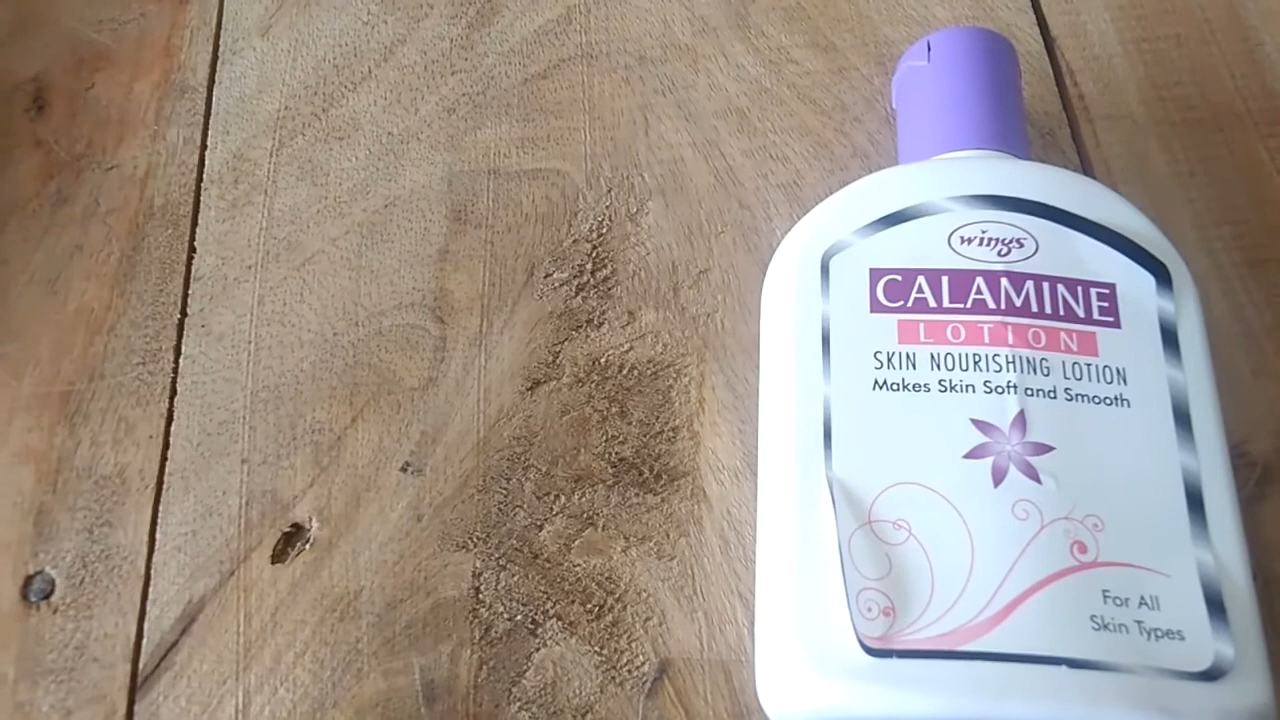 wings
CALAMINE
LOTION
SKIN NOURISHING LOTION
Makes Skin Soft and Smooth
For All
Skin Types